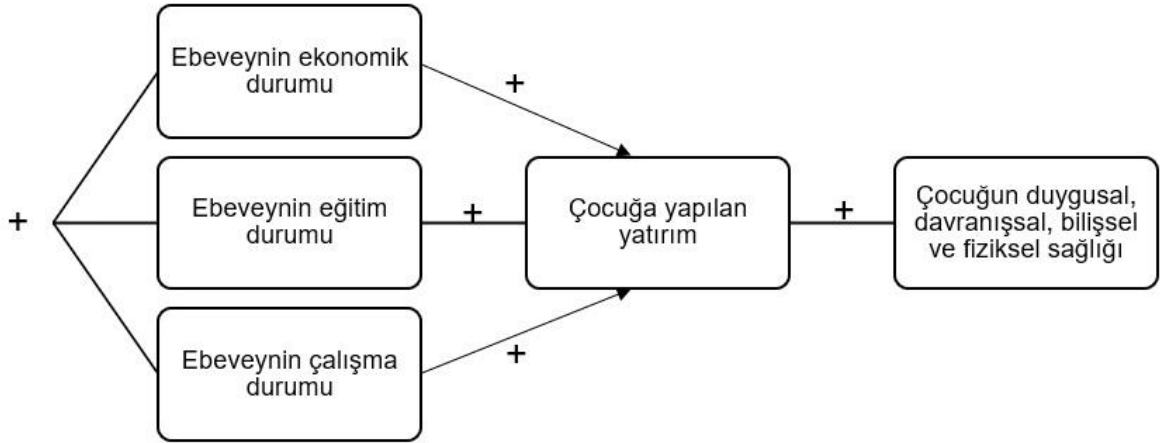 Ebeveynin ekonomik
durumu
+
+
Ebeveynin eğitim
durumu
+
Çocuğa yapılan
yatırım
+
Çocuğun duygusal,
davranışsal, bilişsel
ve fiziksel sağlığı
Ebeveynin çalışma
durumu
+